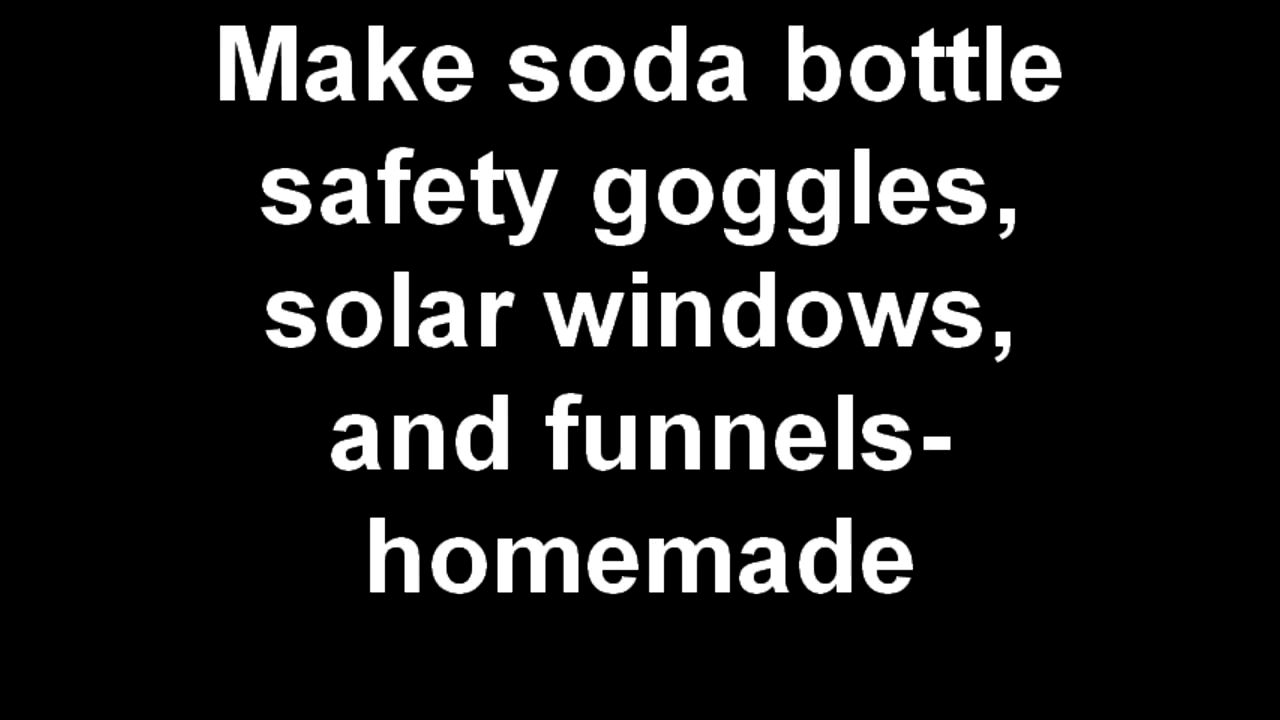 Make soda bottle
safety goggles,
solar windows,
and funnels-
homemade